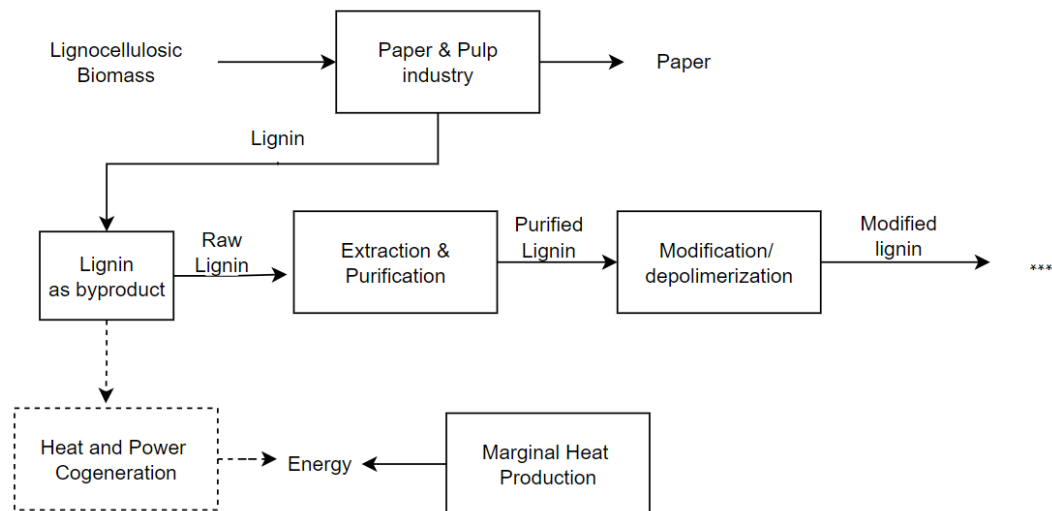 Lignocellulosic
Biomass
Paper & Pulp
industry
Paper
Lignin
Lignin
as byproduct
Raw
Lignin
Extraction &
Purification
Purified
Lignin
Modification/
depolimerization
Modified
lignin
***
Heat and Power
Cogeneration
Energy
Marginal Heat
Production